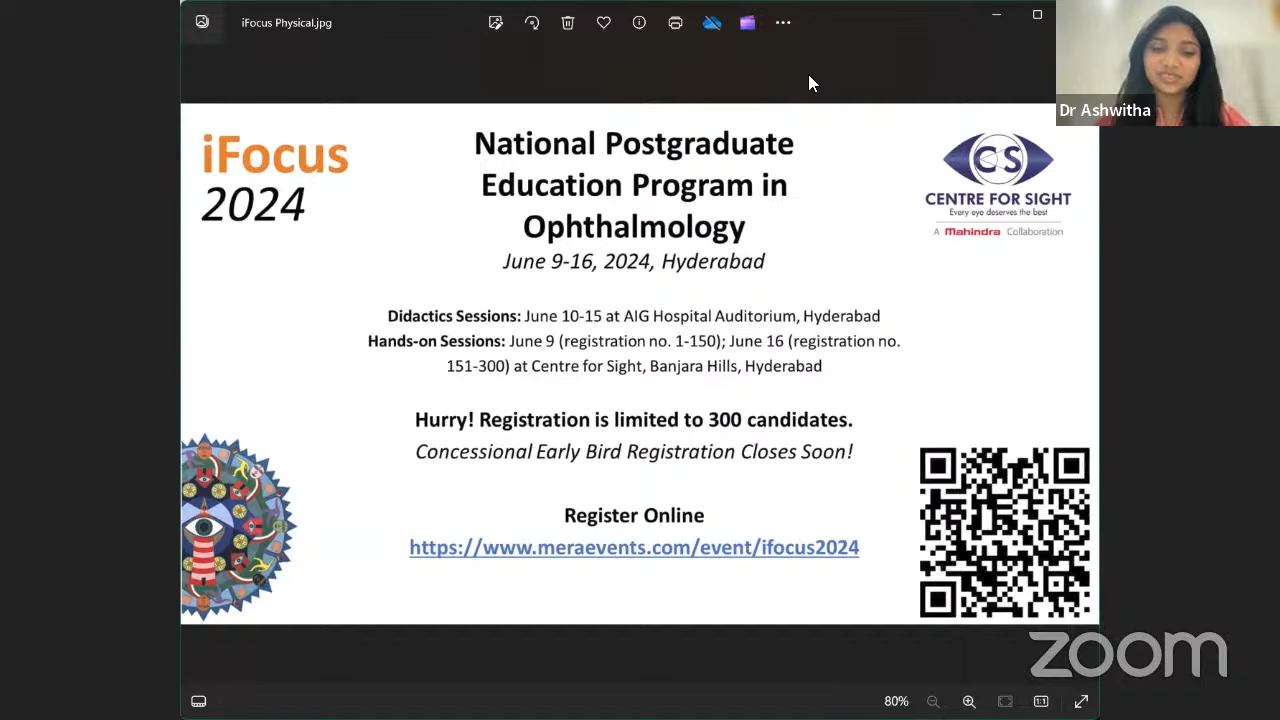 iFocus Physical.jpg
Dr Ashwitha
iFocus
2024
National Postgraduate
Education Program in
Ophthalmology
June 9-16, 2024, Hyderabad
CS
CENTRE FOR SIGHT
Every eye deserves the best
A Mahindra Collaboration
Didactics Sessions: June 10-15 at AIG Hospital Auditorium, Hyderabad
Hands-on Sessions: June 9 (registration no. 1-150); June 16 (registration no.
151-300) at Centre for Sight, Banjara Hills, Hyderabad
Hurry! Registration is limited to 300 candidates.
Concessional Early Bird Registration Closes Soon!
Register Online
https://www.meraevents.com/event/ifocus2024
zoom
80%
1:1